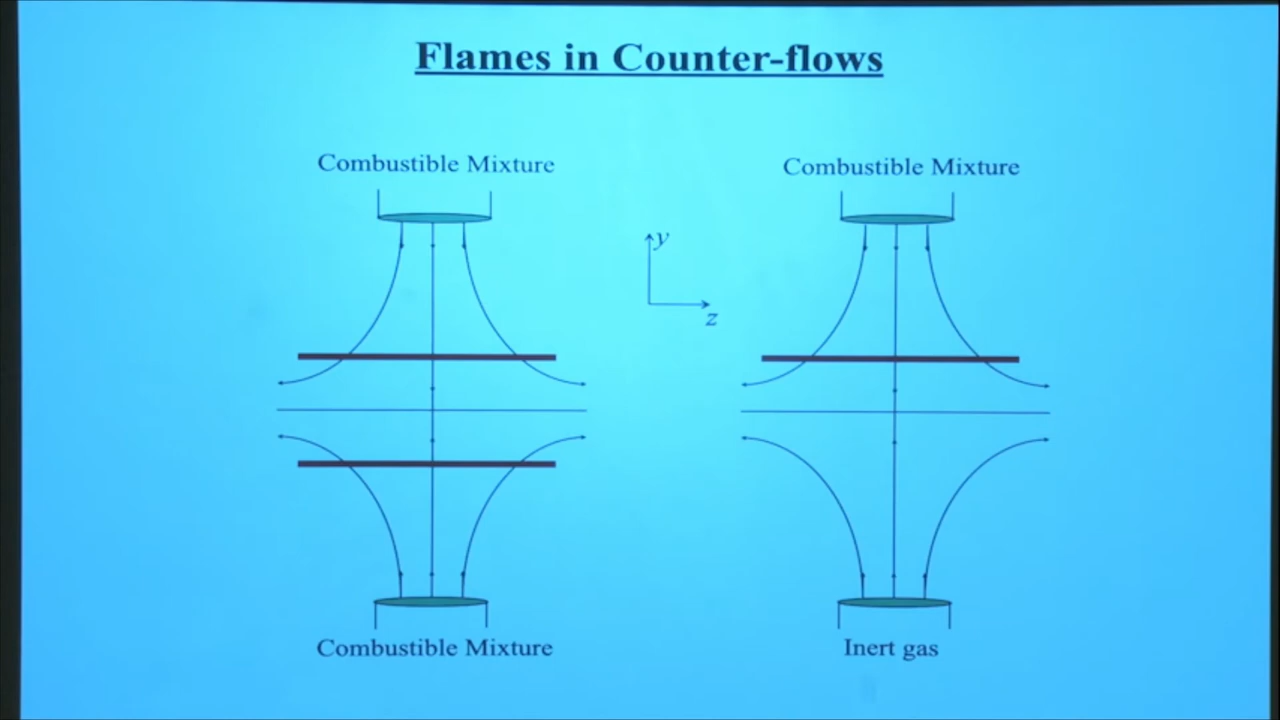 Flames in Counter-flows
Combustible Mixture
Combustible Mixture
y
z
Combustible Mixture
Inert gas